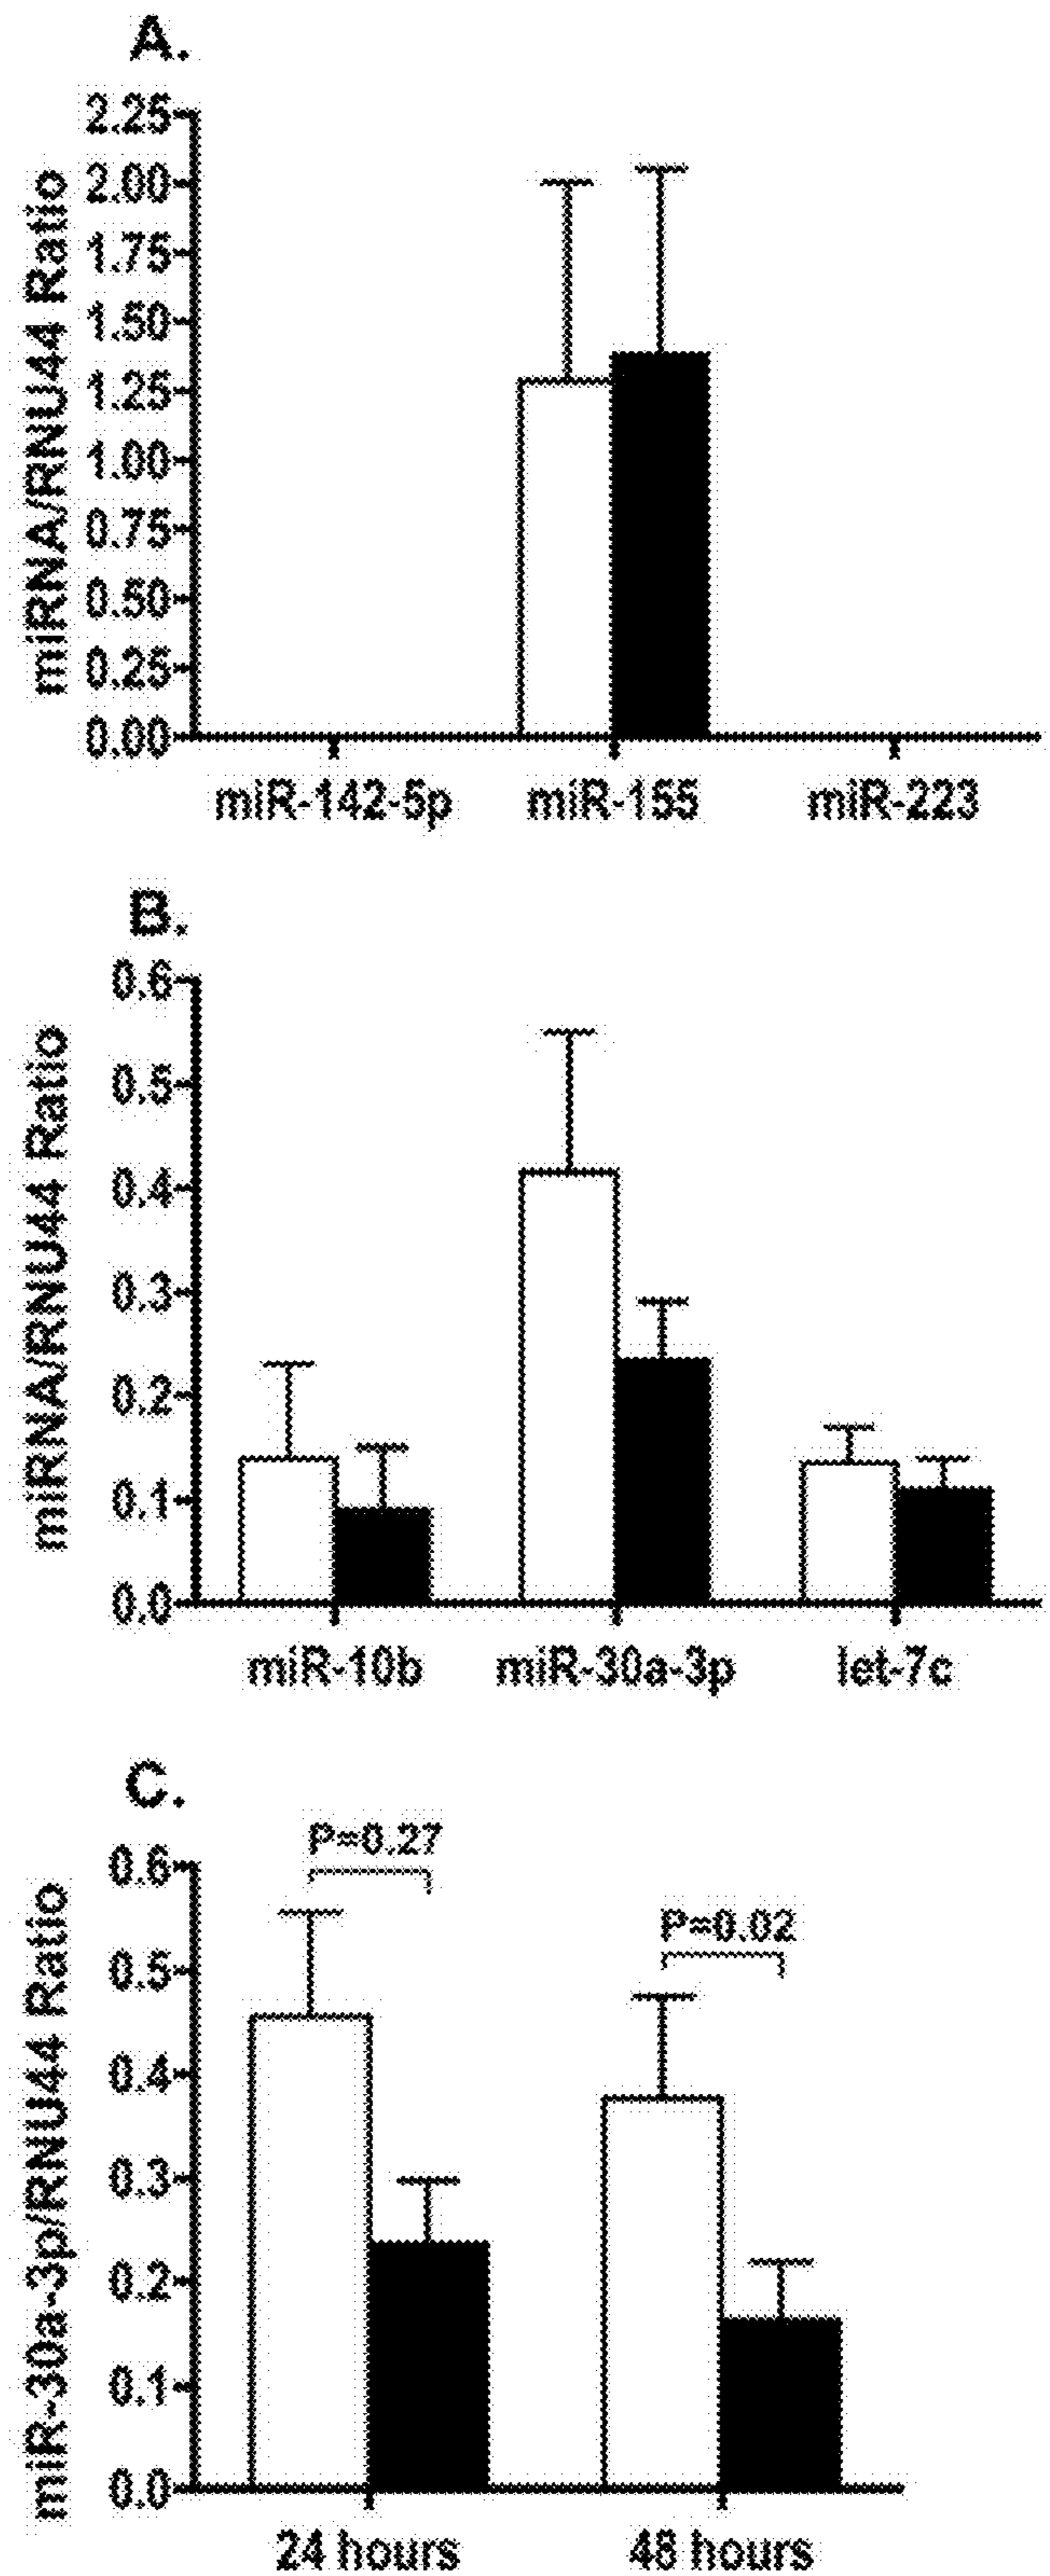 A.
miRNA/RNU44 Ratio
2.25
2.00
1.75
1.50
1.25
1.00
0.75
0.50
0.25
0.00
miR-142-5p miR-155 miR-223
B.
miRNA/RNU44 Ratio
0.6
0.5
0.4
0.3
0.2
0.1
0.0
miR-10b miR-30a-3p let-7c
C.
miR-30a-3p/RNU44 Ratio
P=0.27
P=0.02
0.6
0.5
0.4
0.3
0.2
0.1
0.0
24 hours 48 hours